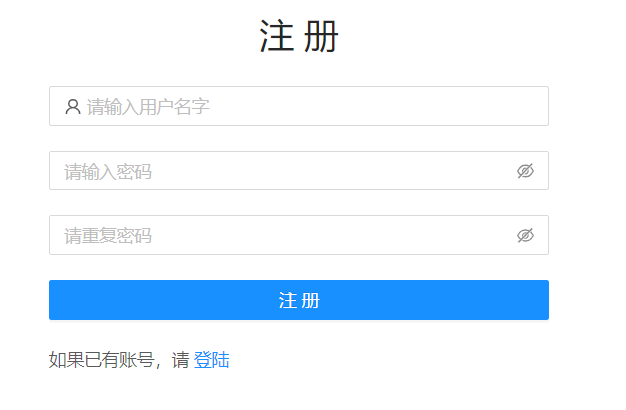 注 册
请输入用户名字
请输入密码
请重复密码
注 册
如果已有账号，请 登陆